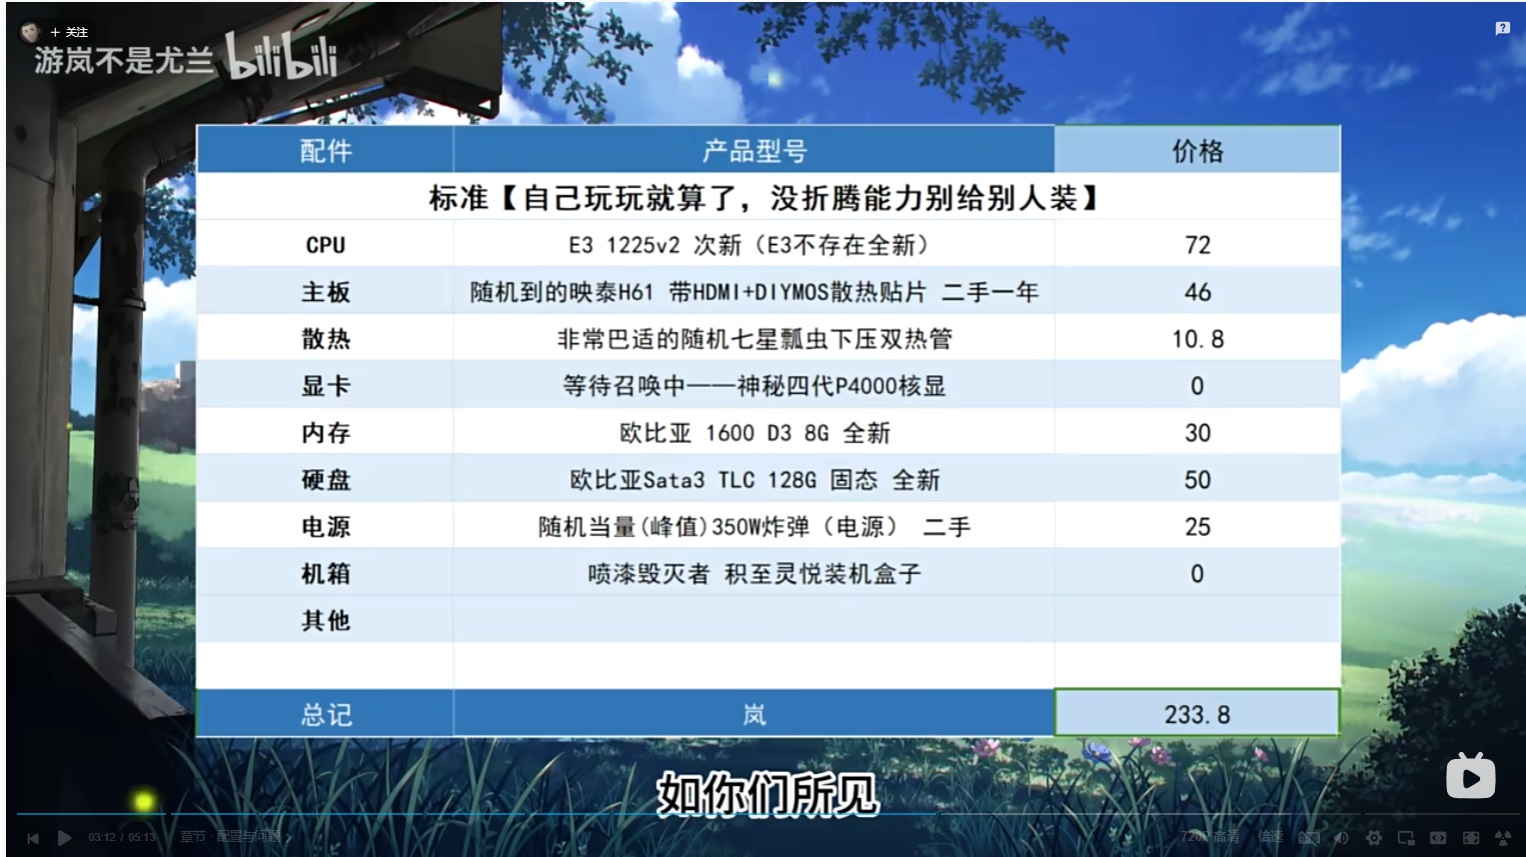 + 关注
游岚不是尤兰 bilibili
配件 产品型号 价格
标准【自己玩玩就算了，没折腾能力别给别人装】
CPU E3 1225v2 次新（E3不存在全新） 72
主板 随机到的映泰H61 带HDMI+DIYMOS散热贴片 二手一年 46
散热 非常巴适的随机七星瓢虫下压双热管 10.8
显卡 等待召唤中——神秘四代P4000核显 0
内存 欧比亚 1600 D3 8G 全新 30
硬盘 欧比亚Sata3 TLC 128G 固态 全新 50
电源 随机当量(峰值)350W炸弹（电源） 二手 25
机箱 喷漆毁灭者 积至灵悦装机盒子 0
其他
总记 岚 233.8
如你们所见
03:12 / 05:13 章节 · 配置与问题 720P 高清 倍速